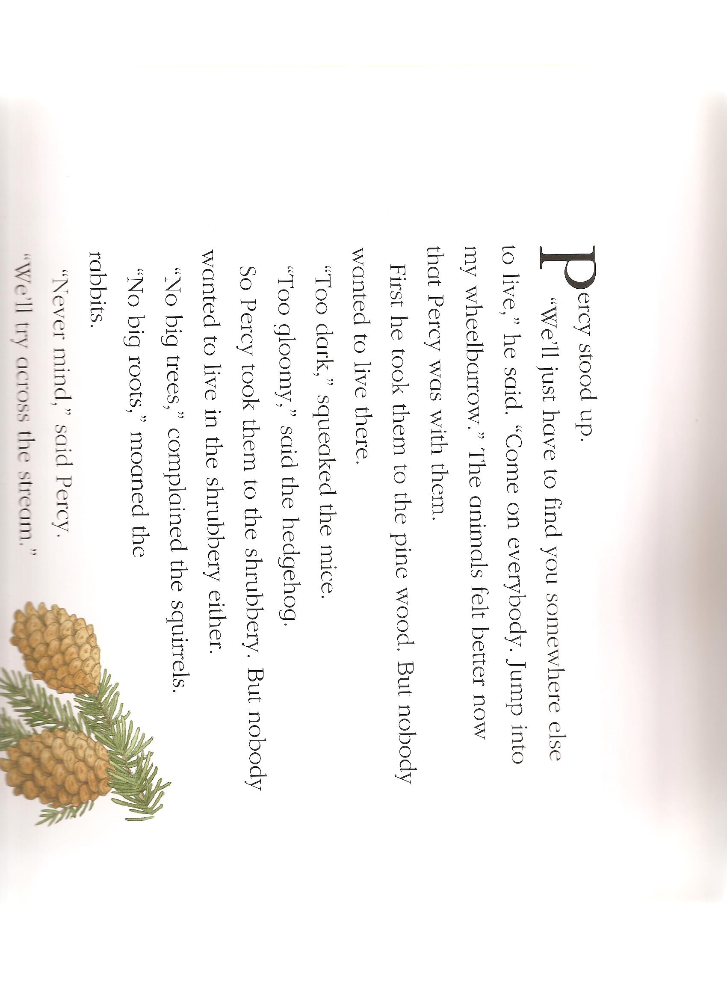 Percy stood up.
“We’ll just have to find you somewhere else
to live,” he said. “Come on everybody. Jump into
my wheelbarrow.” The animals felt better now
that Percy was with them.
First he took them to the pine wood. But nobody
wanted to live there.
“Too dark,” squeaked the mice.
“Too gloomy,” said the hedgehog.
So Percy took them to the shrubbery. But nobody
wanted to live in the shrubbery either.
“No big trees,” complained the squirrels.
“No big roots,” moaned the
rabbits.
“Never mind,” said Percy.
“We’ll try across the stream.”